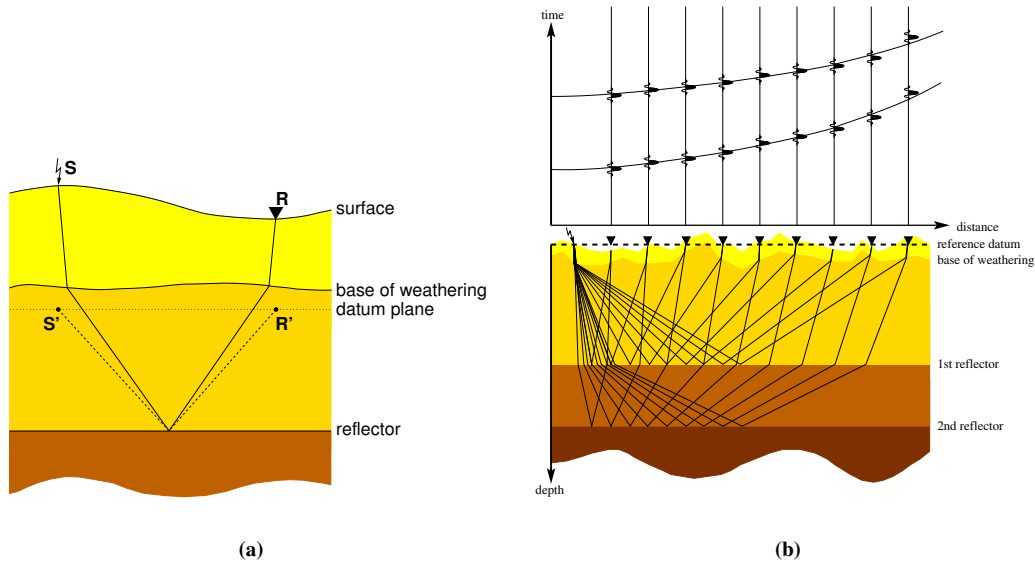 S
R
surface
base of weathering
datum plane
S'
R'
reflector
(a)
time
distance
reference datum
base of weathering
1st reflector
2nd reflector
depth
(b)